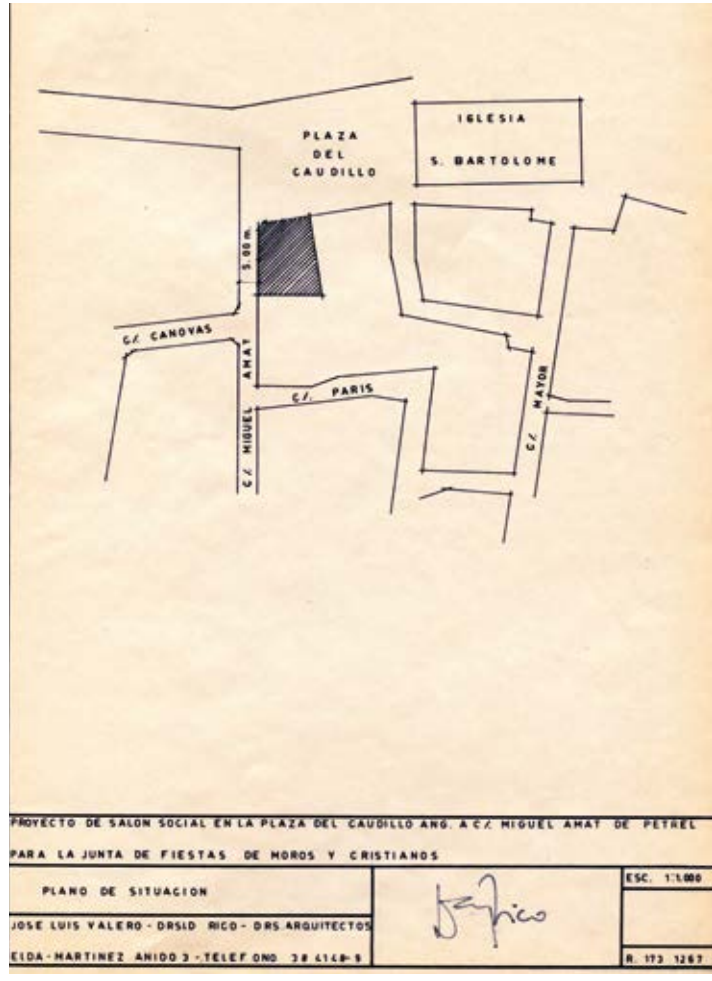 IGLESIA
S. BARTOLOME
PLAZA
DEL
CAUDILLO
5.00 m.
C/. CANOVAS
C/. MIGUEL AMAT
C/. PARIS
C/. MAYOR
PROYECTO DE SALON SOCIAL EN LA PLAZA DEL CAUDILLO ANG. A C/. MIGUEL AMAT DE PETREL
PARA LA JUNTA DE FIESTAS DE MOROS Y CRISTIANOS
PLANO DE SITUACION
ESC. 1:1.000
JOSE LUIS VALERO - DRSLD RICO - DRS. ARQUITECTOS
ELDA - MARTINEZ ANIDO 3 - TELEFONO
R. 173 1267